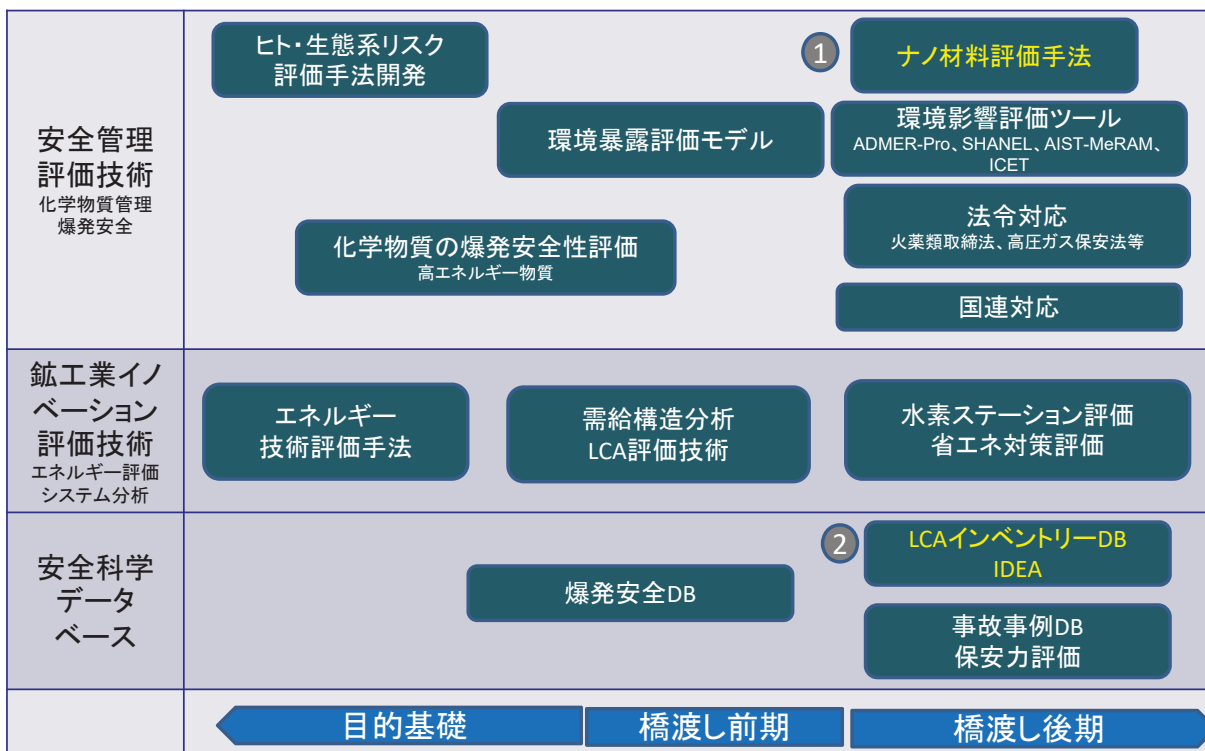 安全管理
評価技術
化学物質管理
爆発安全
ヒト・生態系リスク
評価手法開発
環境暴露評価モデル
化学物質の爆発安全性評価
高エネルギー物質
1
ナノ材料評価手法
環境影響評価ツール
ADMER-Pro、SHANEL、AIST-MeRAM、
ICET
法令対応
火薬類取締法、高圧ガス保安法等
国連対応
鉱工業イノ
ベーション
評価技術
エネルギー評価
システム分析
エネルギー
技術評価手法
需給構造分析
LCA評価技術
水素ステーション評価
省エネ対策評価
安全科学
データ
ベース
爆発安全DB
2
LCAインベントリーDB
IDEA
事故事例DB
保安力評価
目的基礎
橋渡し前期
橋渡し後期